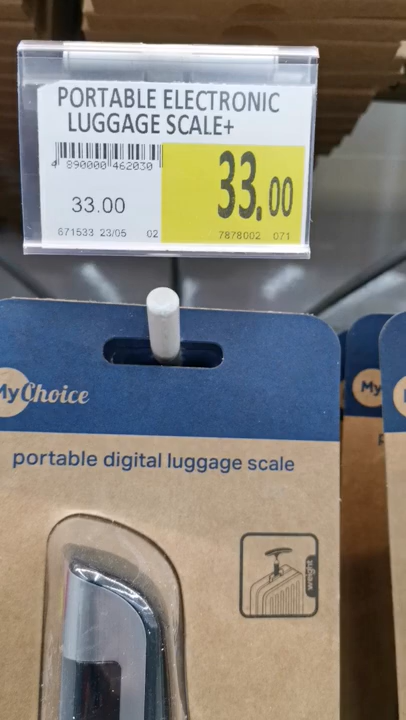 PORTABLE ELECTRONIC
LUGGAGE SCALE+
4 890000 462030
33.00
33.00
671533 23/05 02
7878002 071
MyChoice
My
portable digital luggage scale
weight